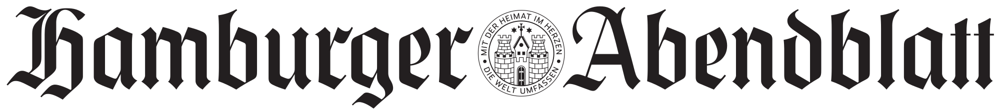 Hamburger Abendblatt
MIT DER HEIMAT IM HERZEN
DIE WELT UMFASSEN